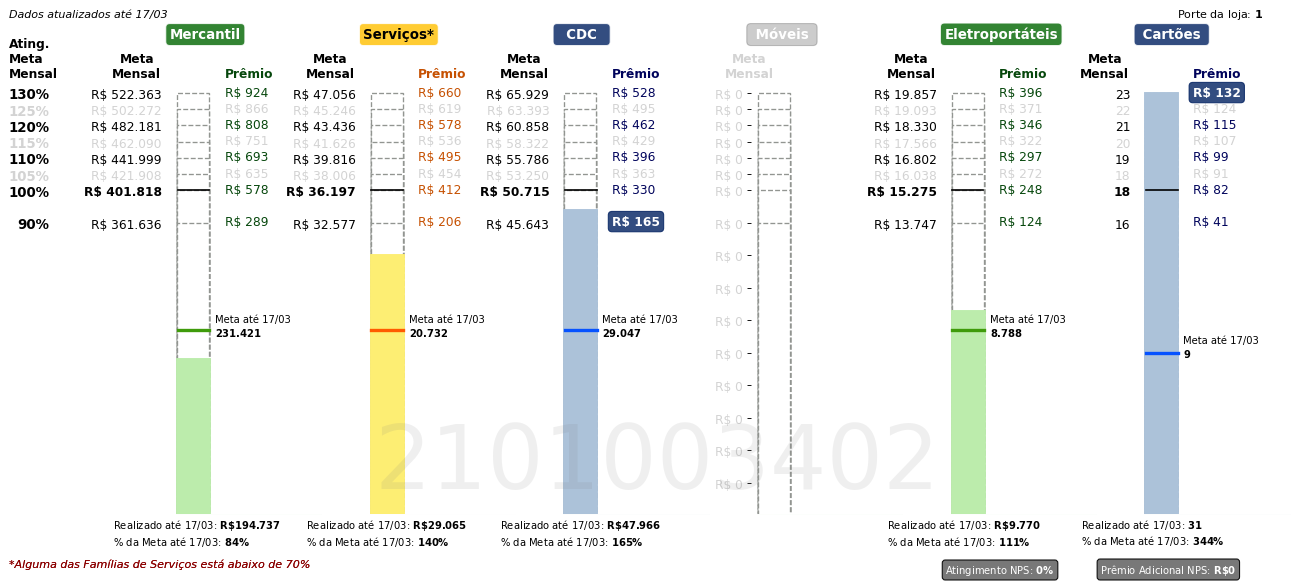 Dados atualizados até 17/03
Porte da loja: 1
Mercantil Serviços* CDC Móveis Eletroportáteis Cartões
Ating. Meta Mensal
Meta Mensal Prêmio Meta Mensal Prêmio Meta Mensal Prêmio Meta Mensal Meta Mensal Prêmio Meta Mensal Prêmio
130% R$ 522.363 R$ 924 R$ 47.056 R$ 660 R$ 65.929 R$ 528 R$ 0 R$ 19.857 R$ 396 23 R$ 132
125% R$ 502.272 R$ 866 R$ 45.246 R$ 619 R$ 63.393 R$ 495 R$ 0 R$ 19.093 R$ 371 22 R$ 124
120% R$ 482.181 R$ 808 R$ 43.436 R$ 578 R$ 60.858 R$ 462 R$ 0 R$ 18.330 R$ 346 21 R$ 115
115% R$ 462.090 R$ 751 R$ 41.626 R$ 536 R$ 58.322 R$ 429 R$ 0 R$ 17.566 R$ 322 20 R$ 107
110% R$ 441.999 R$ 693 R$ 39.816 R$ 495 R$ 55.786 R$ 396 R$ 0 R$ 16.802 R$ 297 19 R$ 99
105% R$ 421.908 R$ 635 R$ 38.006 R$ 454 R$ 53.250 R$ 363 R$ 0 R$ 16.038 R$ 272 18 R$ 91
100% R$ 401.818 R$ 578 R$ 36.197 R$ 412 R$ 50.715 R$ 330 R$ 0 R$ 15.275 R$ 248 18 R$ 82
90% R$ 361.636 R$ 289 R$ 32.577 R$ 206 R$ 45.643 R$ 165 R$ 0 R$ 13.747 R$ 124 16 R$ 41
R$ 0
R$ 0
R$ 0
R$ 0
R$ 0
R$ 0
R$ 0
R$ 0
Meta até 17/03 Meta até 17/03 Meta até 17/03 Meta até 17/03
231.421 20.732 29.047 8.788
Meta até 17/03
9
2101003402
Realizado até 17/03: R$194.737 Realizado até 17/03: R$29.065 Realizado até 17/03: R$47.966 Realizado até 17/03: R$9.770 Realizado até 17/03: 31
% da Meta até 17/03: 84% % da Meta até 17/03: 140% % da Meta até 17/03: 165% % da Meta até 17/03: 111% % da Meta até 17/03: 344%
*Alguma das Famílias de Serviços está abaixo de 70%
Atingimento NPS: 0% Prêmio Adicional NPS: R$0